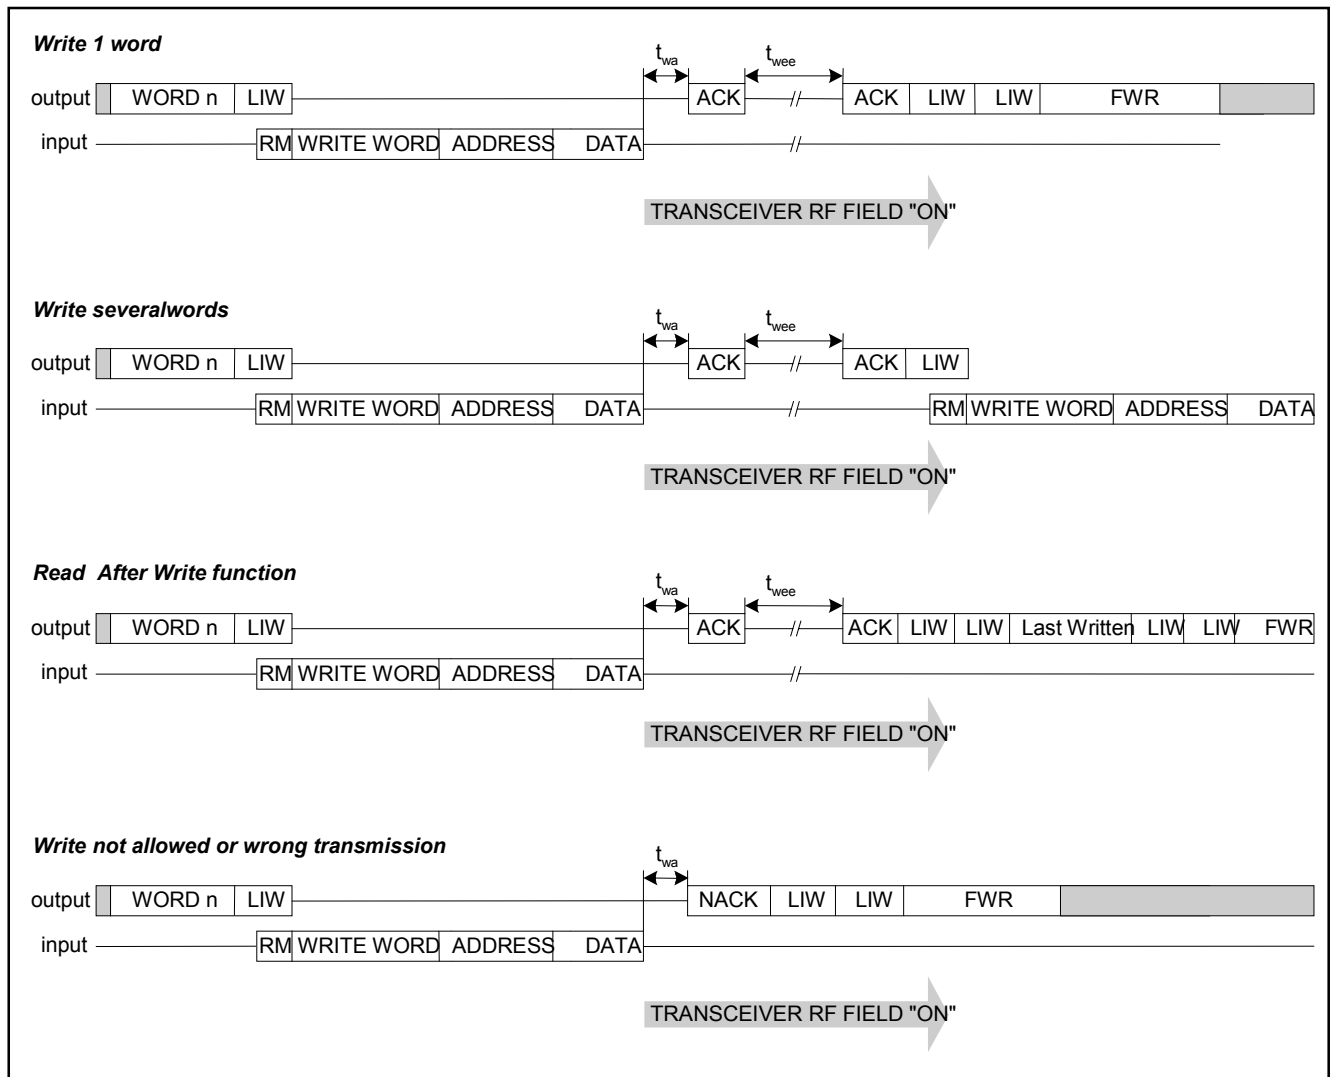 Write 1 word
twa twee
output WORD n LIW ACK ACK LIW LIW FWR
input RM WRITE WORD ADDRESS DATA
TRANSCEIVER RF FIELD "ON"
Write severalwords
twa twee
output WORD n LIW ACK ACK LIW
input RM WRITE WORD ADDRESS DATA RM WRITE WORD ADDRESS DATA
TRANSCEIVER RF FIELD "ON"
Read After Write function
twa twee
output WORD n LIW ACK ACK LIW LIW Last Written LIW LIW FWR
input RM WRITE WORD ADDRESS DATA
TRANSCEIVER RF FIELD "ON"
Write not allowed or wrong transmission
twa
output WORD n LIW NACK LIW LIW FWR
input RM WRITE WORD ADDRESS DATA
TRANSCEIVER RF FIELD "ON"